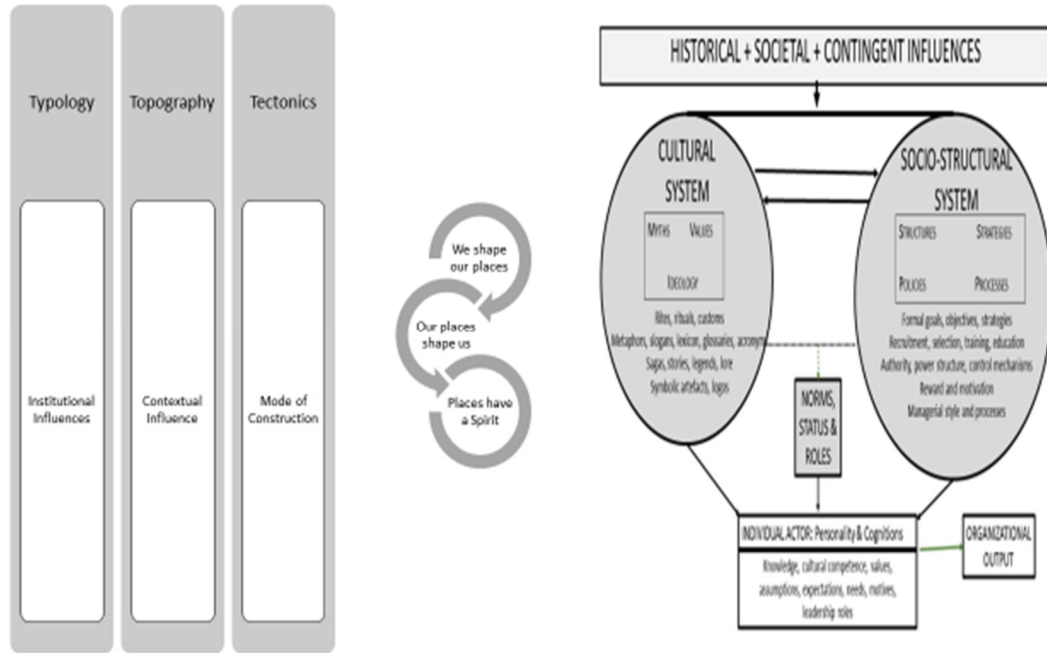 Typology
Institutional
Influences
Topography
Contextual
Influence
Tectonics
Mode of
Construction
We shape
our places
Our places
shape us
Places have
a Spirit
HISTORICAL + SOCIETAL + CONTINGENT INFLUENCES
CULTURAL
SYSTEM
MYTHS VALUES
IDEOLOGY
Rites, rituals, customs
Metaphors, slogans, lexicon, glossaries, acronym
Sagas, stories, legends, lore
Symbolic artefacts, logos
SOCIO-STRUCTURAL
SYSTEM
STRUCTURES STRATEGIES
POLICIES PROCESSES
Formal goals, objectives, strategies
Recruitment, selection, training, education
Authority, power structure, control mechanisms
Reward and motivation
Managerial style and processes
NORMS,
STATUS &
ROLES
INDIVIDUAL ACTOR: Personality & Cognitions
Knowledge, cultural competence, values,
assumptions, expectations, needs, motives,
leadership roles
ORGANIZATIONAL
OUTPUT